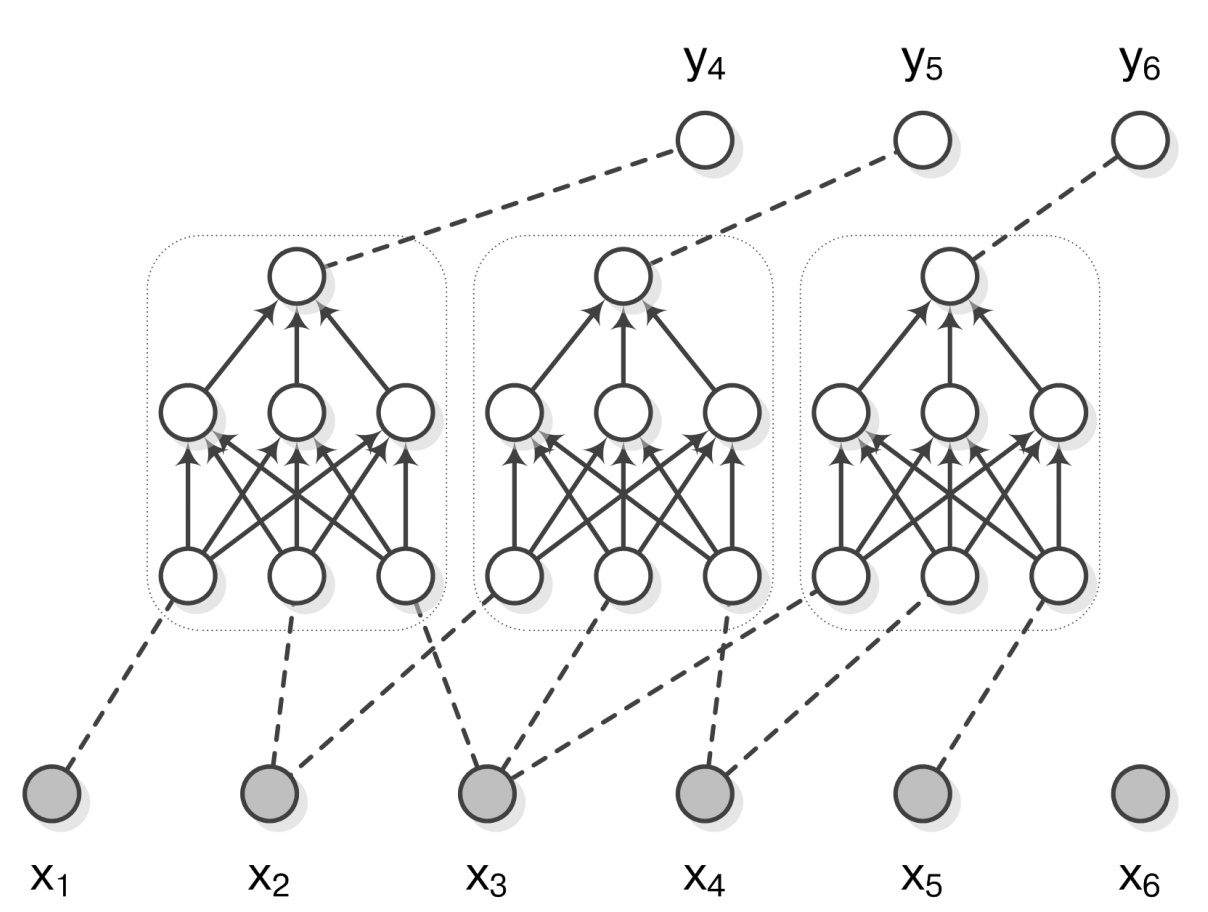 y₄ y₅ y₆
x₁ x₂ x₃ x₄ x₅ x₆